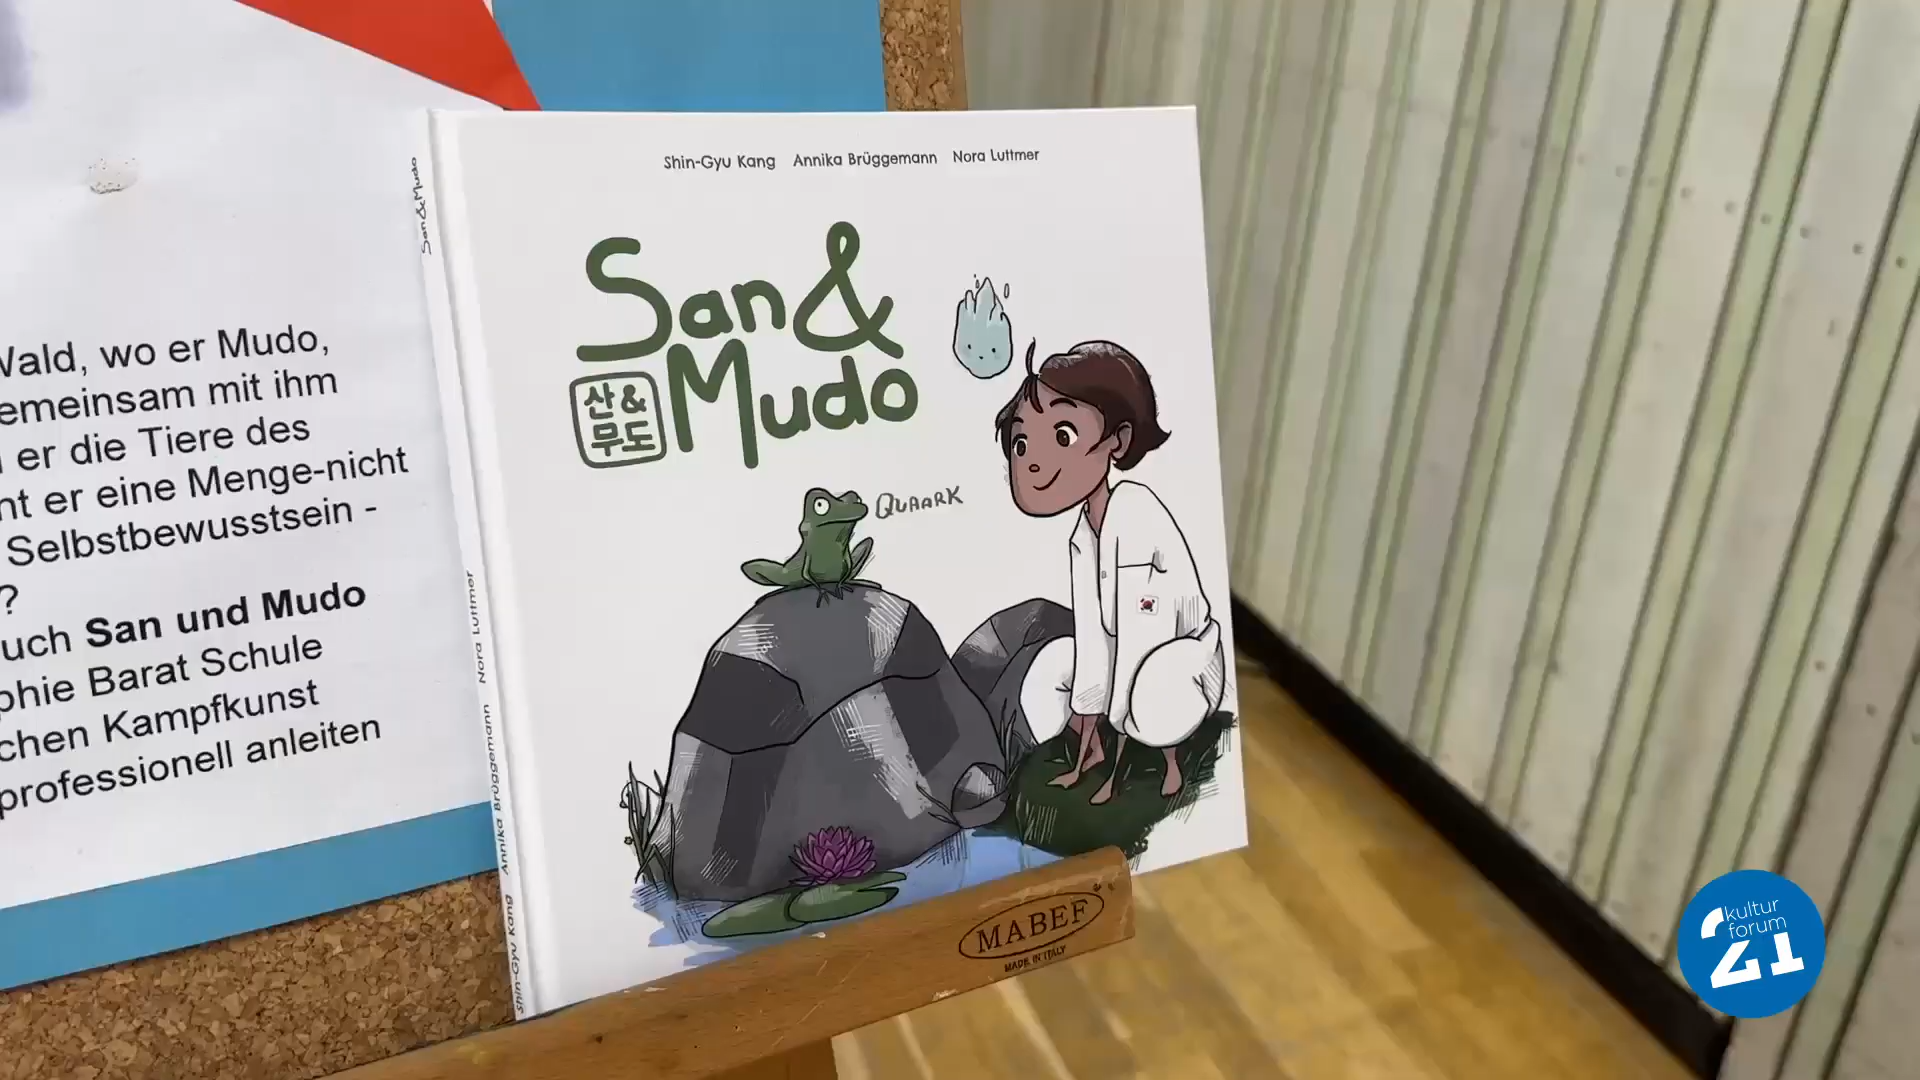 Wald, wo er Mudo,
emeinsam mit ihm
er die Tiere des
nt er eine Menge-nicht
Selbstbewusstsein -
?
uch San und Mudo
phie Barat Schule
chen Kampfkunst
professionell anleiten
San&Mudo
Nora Luttmer
Annika Brüggemann
Shin-Gyu Kang
Shin-Gyu Kang Annika Brüggemann Nora Luttmer
San &
Mudo
산 &
무도
QUAARK
MABEF
MADE IN ITALY
kultur
forum
21